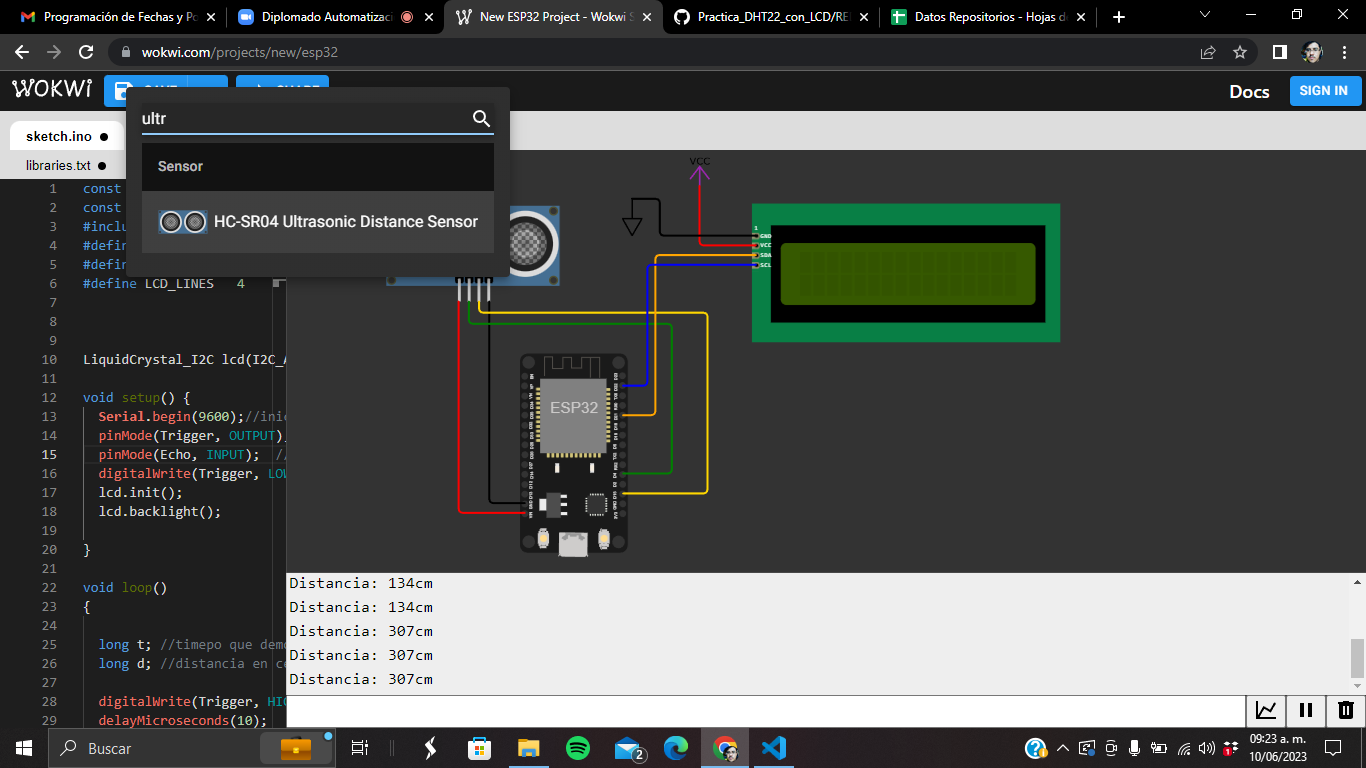 Programación de Fechas y Po
Diplomado Automatizaci
New ESP32 Project - Wokwi S
Practica_DHT22_con_LCD/RE
Datos Repositorios - Hojas d
wokwi.com/projects/new/esp32
WOKWI
Docs
SIGN IN
ultr
Sensor
HC-SR04 Ultrasonic Distance Sensor
sketch.ino
libraries.txt
1 const
2 const
3 #inclu
4 #defin
5 #defin
6 #define LCD_LINES 4
7
8
9
10 LiquidCrystal_I2C lcd(I2C_A
11
12 void setup() {
13 Serial.begin(9600);//inic
14 pinMode(Trigger, OUTPUT);
15 pinMode(Echo, INPUT); /
16 digitalWrite(Trigger, LOW
17 lcd.init();
18 lcd.backlight();
19
20 }
21
22 void loop()
23 {
24
25 long t; //timepo que demo
26 long d; //distancia en ce
27
28 digitalWrite(Trigger, HIG
29 delayMicroseconds(10);
VCC
1
GND
VCC
SDA
SCL
ESP32
Distancia: 134cm
Distancia: 134cm
Distancia: 307cm
Distancia: 307cm
Distancia: 307cm
Buscar
2
1
09:23 a. m.
10/06/2023